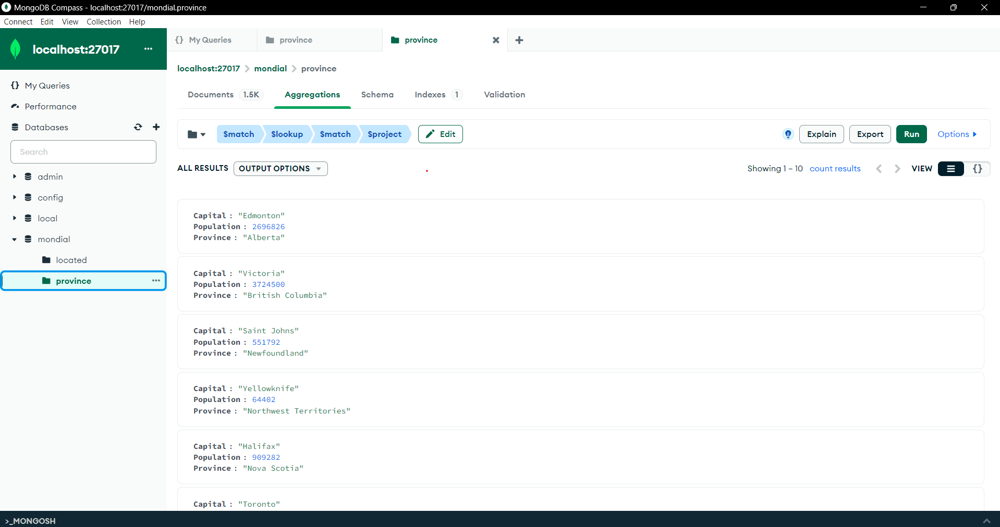 MongoDB Compass - localhost:27017/mondial.province
Connect Edit View Collection Help
localhost:27017
My Queries
Performance
Databases
Search
admin
config
local
mondial
located
province
{} My Queries province province
localhost:27017 > mondial > province
Documents 1.5K Aggregations Schema Indexes 1 Validation
$match $lookup $match $project Edit Explain Export Run Options
ALL RESULTS OUTPUT OPTIONS Showing 1 – 10 count results VIEW {}
Capital : "Edmonton"
Population : 2696826
Province : "Alberta"
Capital : "Victoria"
Population : 3724500
Province : "British Columbia"
Capital : "Saint Johns"
Population : 551792
Province : "Newfoundland"
Capital : "Yellowknife"
Population : 64402
Province : "Northwest Territories"
Capital : "Halifax"
Population : 909282
Province : "Nova Scotia"
Capital : "Toronto"
>_MONGOSH